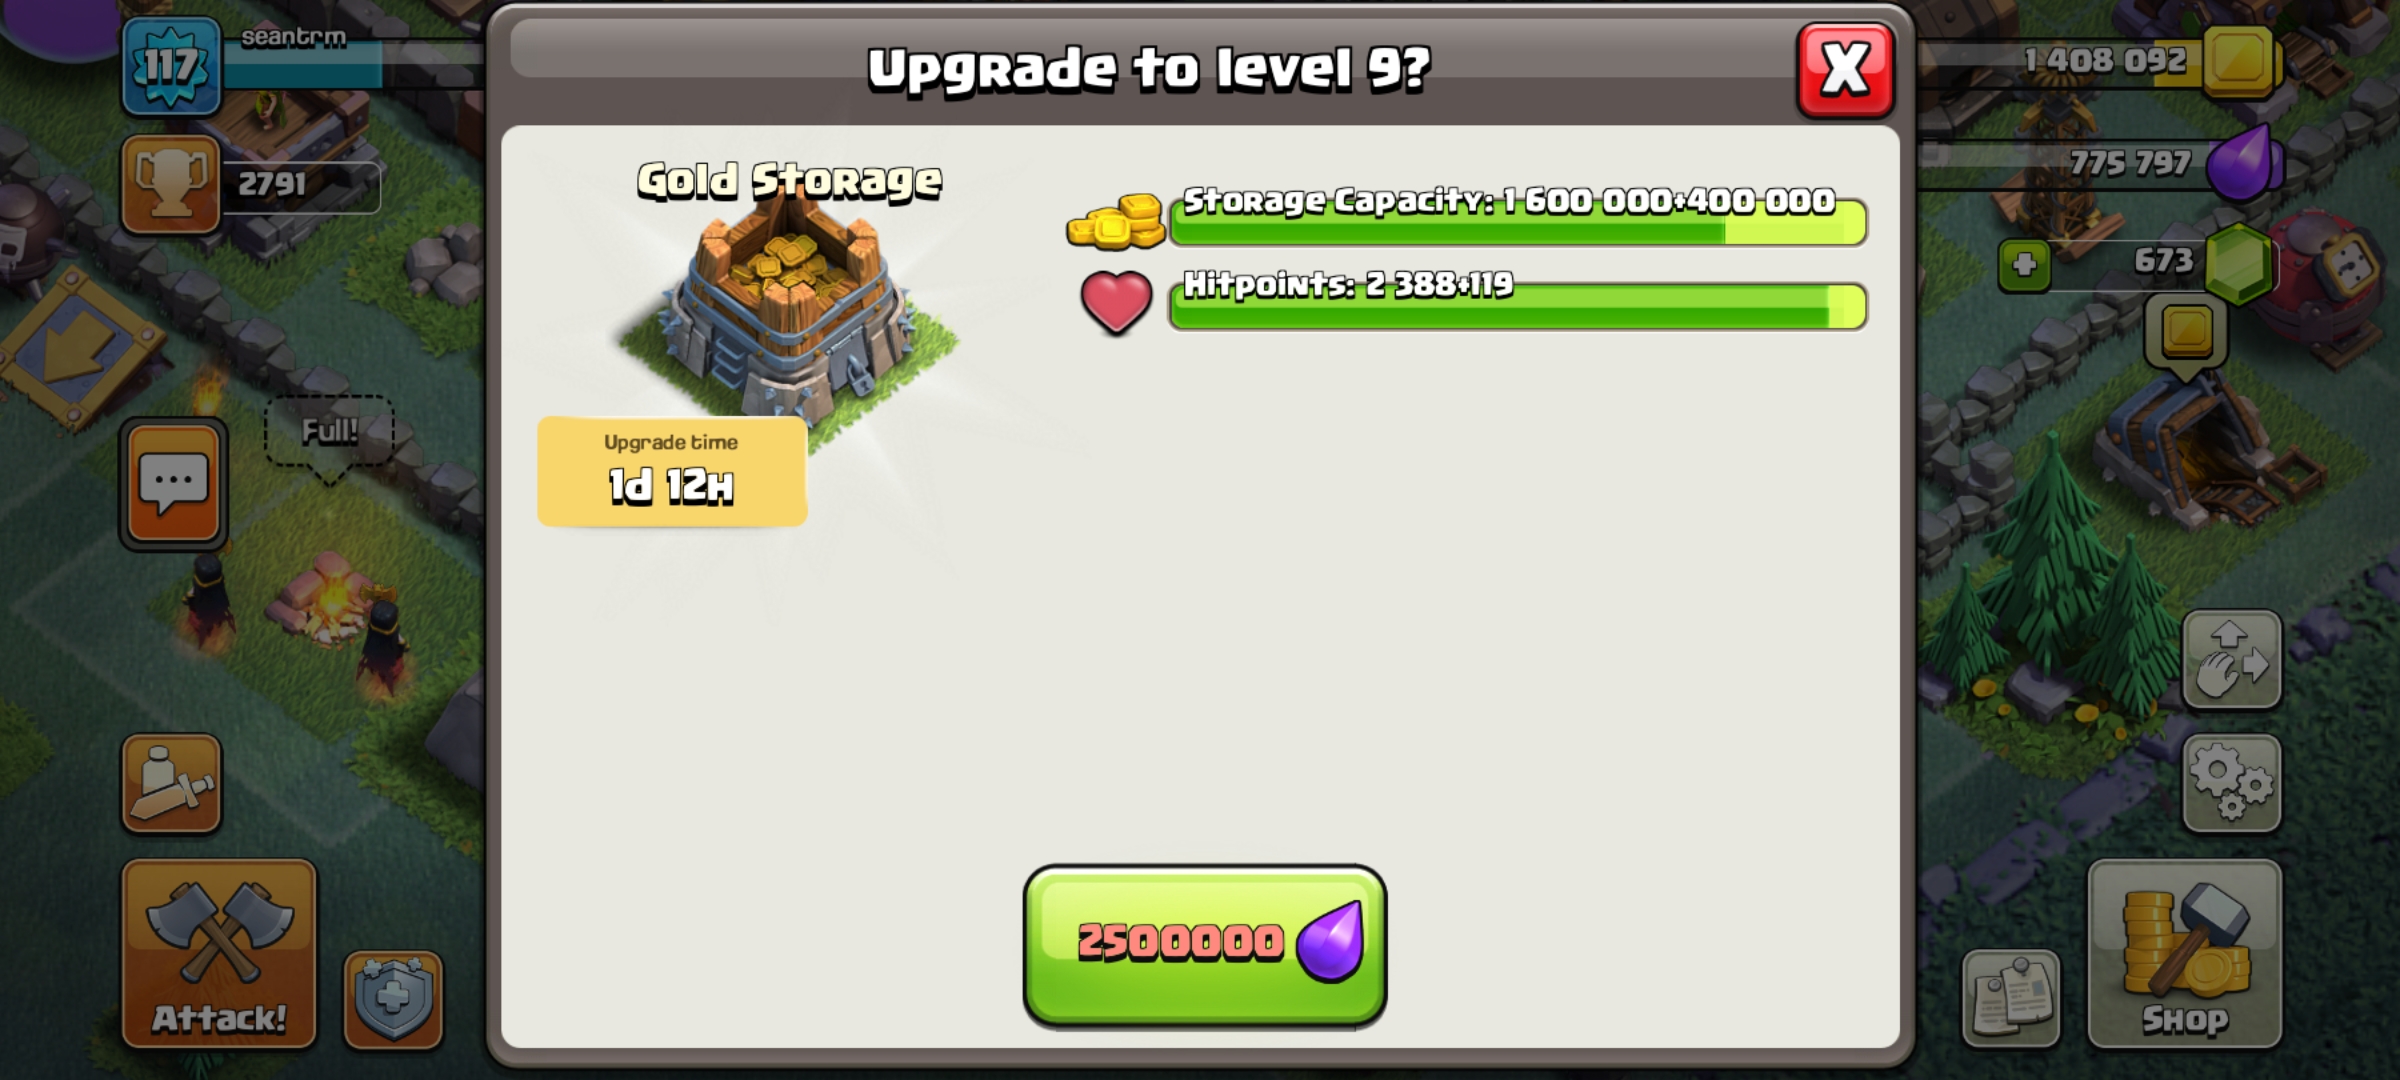 117
seantrm
2791
Full!
Attack!
Upgrade to level 9?
X
Gold Storage
Upgrade time
1d 12H
Storage Capacity: 1 600 000+400 000
Hitpoints: 2 388+119
2500000
1 408 092
775 797
673
Shop